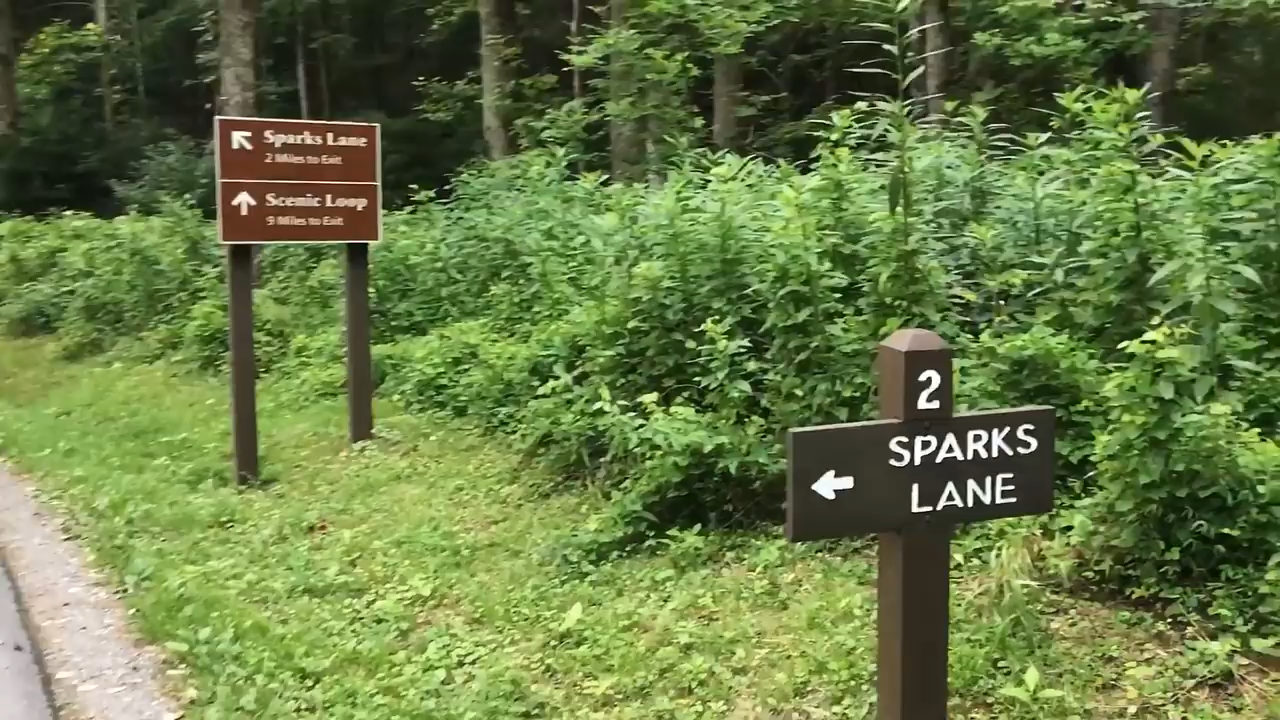 Sparks Lane
2 Miles to Exit
Scenic Loop
9 Miles to Exit
2
SPARKS
LANE